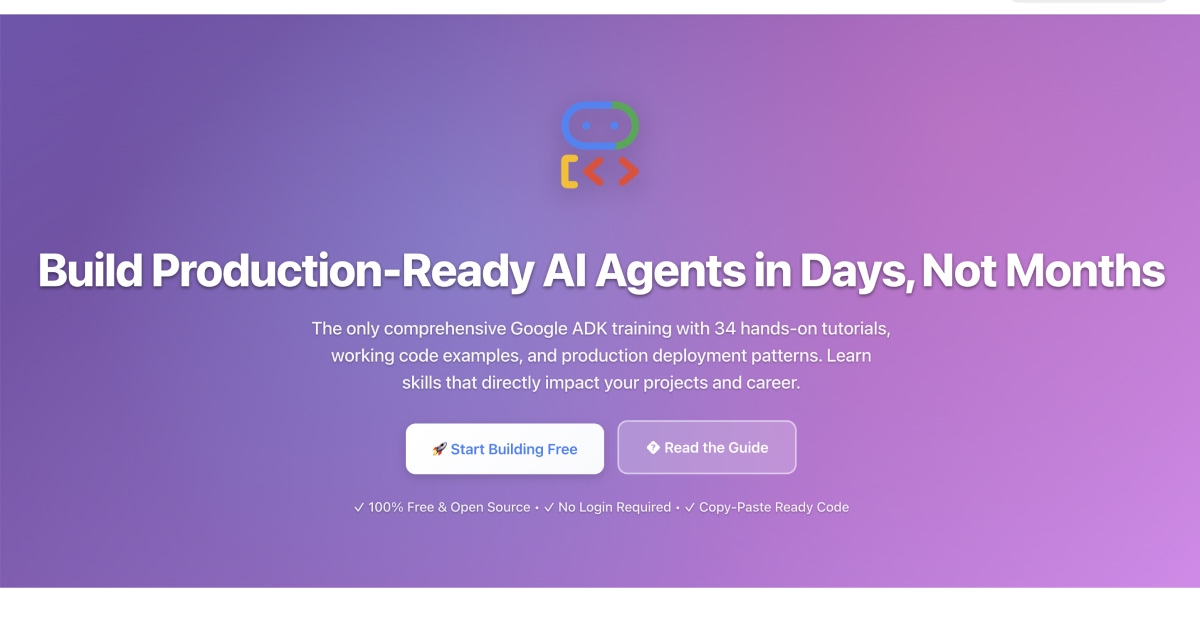 Build Production-Ready AI Agents in Days, Not Months
The only comprehensive Google ADK training with 34 hands-on tutorials,
working code examples, and production deployment patterns. Learn
skills that directly impact your projects and career.
🚀 Start Building Free
Read the Guide
✓ 100% Free & Open Source • ✓ No Login Required • ✓ Copy-Paste Ready Code